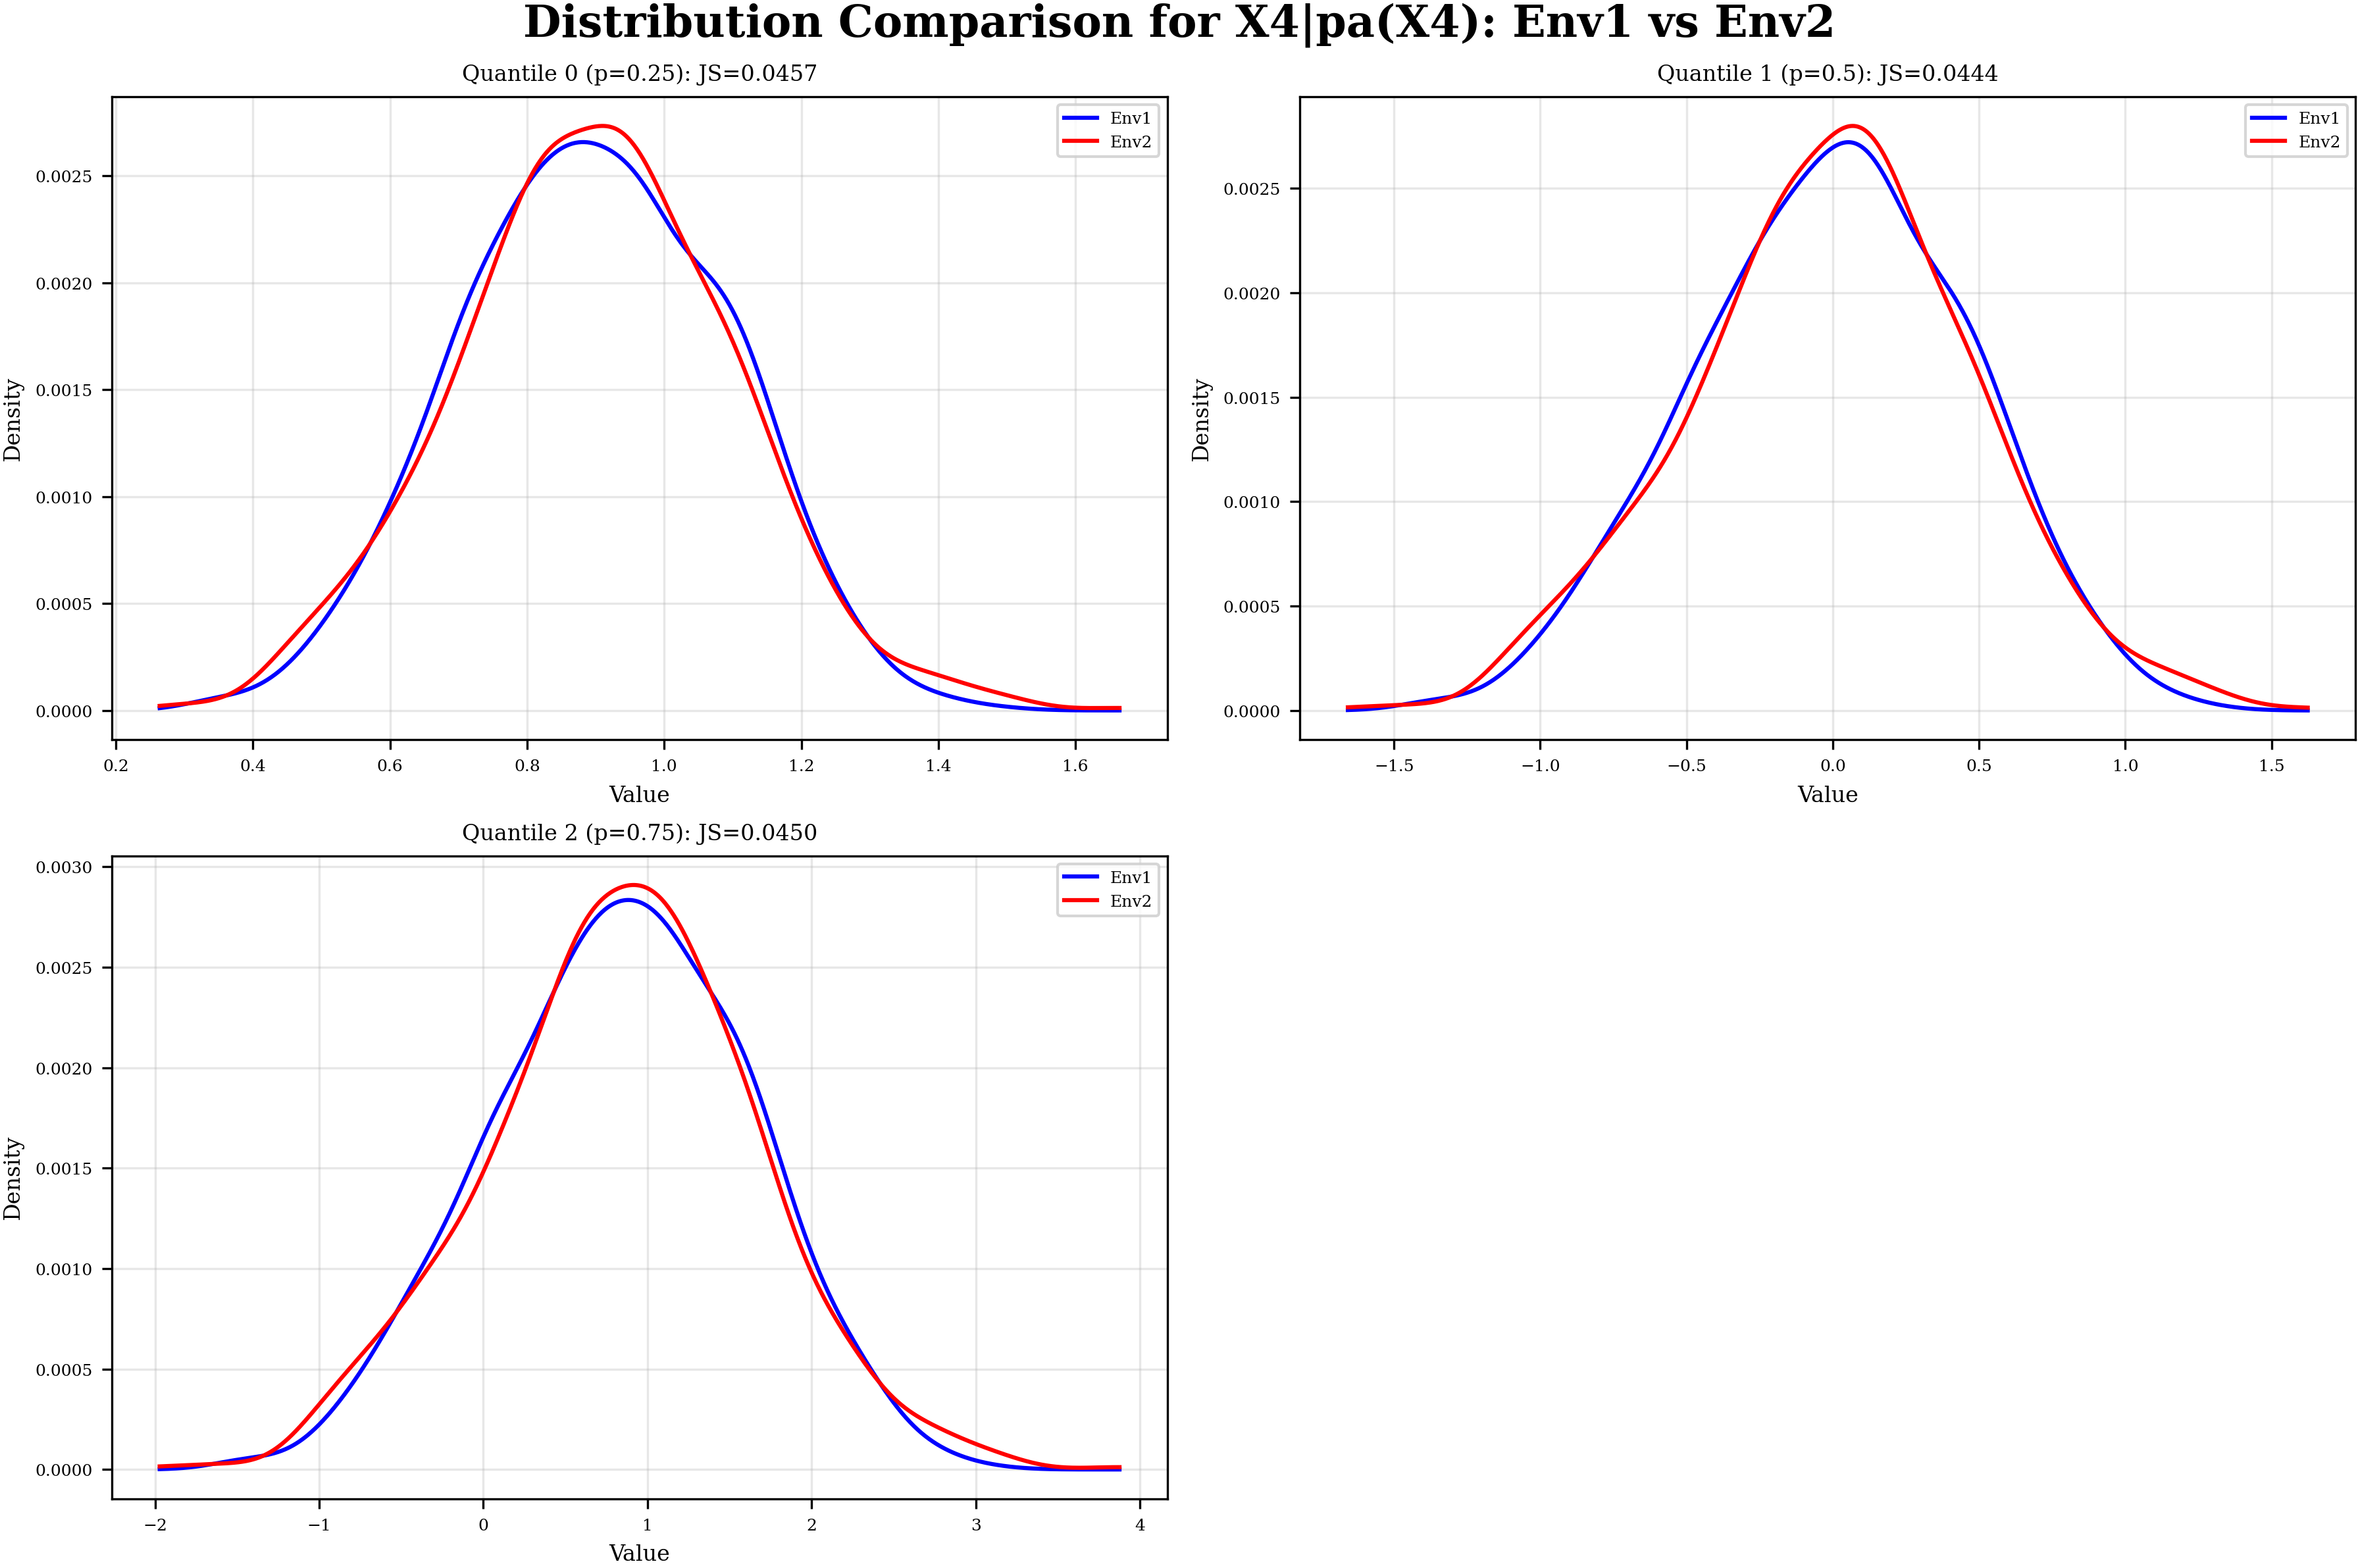 Distribution Comparison for X4|pa(X4): Env1 vs Env2
Quantile 0 (p=0.25): JS=0.0457
Env1
Env2
0.0025
0.0020
0.0015
0.0010
0.0005
0.0000
Density
0.2 0.4 0.6 0.8 1.0 1.2 1.4 1.6
Value
Quantile 1 (p=0.5): JS=0.0444
Env1
Env2
0.0025
0.0020
0.0015
0.0010
0.0005
0.0000
Density
−1.5 −1.0 −0.5 0.0 0.5 1.0 1.5
Value
Quantile 2 (p=0.75): JS=0.0450
Env1
Env2
0.0030
0.0025
0.0020
0.0015
0.0010
0.0005
0.0000
Density
−2 −1 0 1 2 3 4
Value